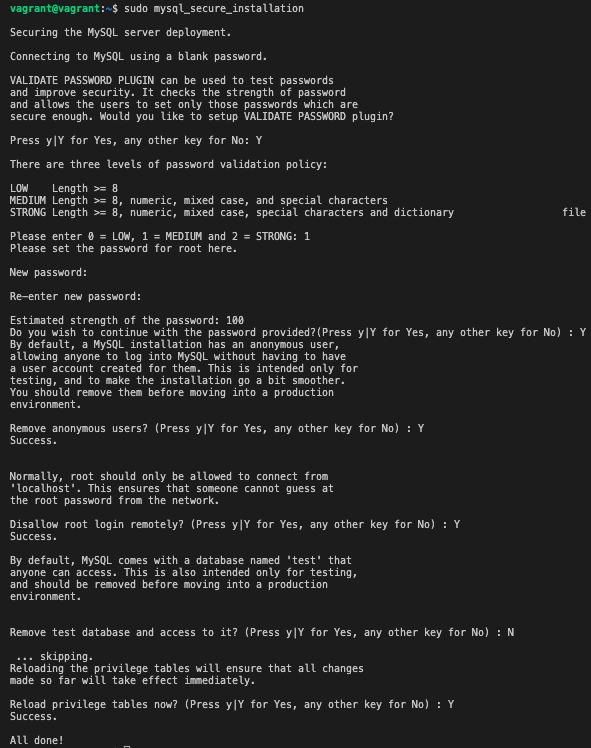 vagrant@vagrant:~$ sudo mysql_secure_installation
Securing the MySQL server deployment.
Connecting to MySQL using a blank password.
VALIDATE PASSWORD PLUGIN can be used to test passwords
and improve security. It checks the strength of password
and allows the users to set only those passwords which are
secure enough. Would you like to setup VALIDATE PASSWORD plugin?
Press y|Y for Yes, any other key for No: Y
There are three levels of password validation policy:
LOW    Length >= 8
MEDIUM Length >= 8, numeric, mixed case, and special characters
STRONG Length >= 8, numeric, mixed case, special characters and dictionary                  file
Please enter 0 = LOW, 1 = MEDIUM and 2 = STRONG: 1
Please set the password for root here.
New password:
Re-enter new password:
Estimated strength of the password: 100
Do you wish to continue with the password provided?(Press y|Y for Yes, any other key for No) : Y
By default, a MySQL installation has an anonymous user,
allowing anyone to log into MySQL without having to have
a user account created for them. This is intended only for
testing, and to make the installation go a bit smoother.
You should remove them before moving into a production
environment.
Remove anonymous users? (Press y|Y for Yes, any other key for No) : Y
Success.
Normally, root should only be allowed to connect from
'localhost'. This ensures that someone cannot guess at
the root password from the network.
Disallow root login remotely? (Press y|Y for Yes, any other key for No) : Y
Success.
By default, MySQL comes with a database named 'test' that
anyone can access. This is also intended only for testing,
and should be removed before moving into a production
environment.
Remove test database and access to it? (Press y|Y for Yes, any other key for No) : N
 ... skipping.
Reloading the privilege tables will ensure that all changes
made so far will take effect immediately.
Reload privilege tables now? (Press y|Y for Yes, any other key for No) : Y
Success.
All done!